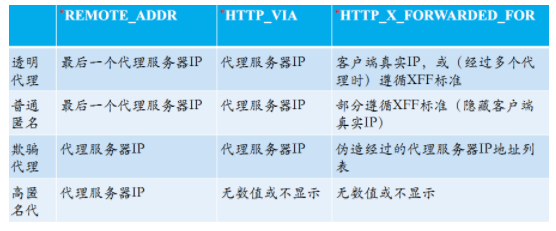 *REMOTE_ADDR *HTTP_VIA *HTTP_X_FORWARDED_FOR
透明代理 最后一个代理服务器IP 代理服务器IP 客户端真实IP，或（经过多个代理时）遵循XFF标准
普通匿名 最后一个代理服务器IP 代理服务器IP 部分遵循XFF标准（隐藏客户端真实IP）
欺骗代理 代理服务器IP 代理服务器IP 伪造经过的代理服务器IP地址列表
高匿名代 代理服务器IP 无数值或不显示 无数值或不显示